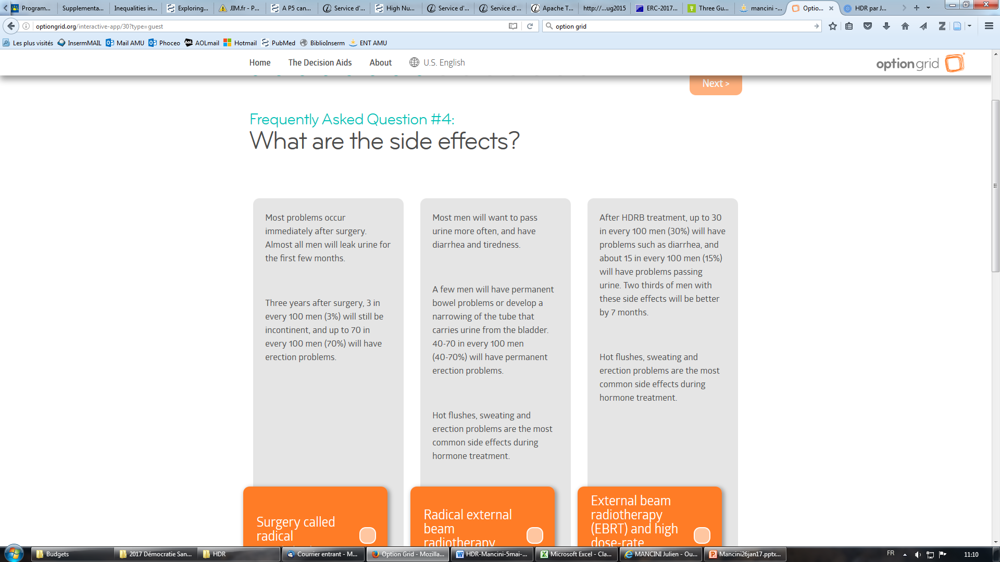 Program...
Supplementa...
Inequalities in...
Exploring...
JIM.fr - P...
A P5 can...
Service d'...
High Nu...
Service d'...
Service d'...
Apache T...
http://...ug2015
ERC-2017...
Three Gu...
mancini -...
Optio...
HDR par J...
optiongrid.org/interactive-app/30?type=guest
option grid
Les plus visités
InsermMAIL
Mail AMU
Phoceo
AOLmail
Hotmail
PubMed
BiblioInserm
ENT AMU
Home
The Decision Aids
About
U.S. English
optiongrid
Next >
Frequently Asked Question #4:
What are the side effects?
Most problems occur
immediately after surgery.
Almost all men will leak urine for
the first few months.
Three years after surgery, 3 in
every 100 men (3%) will still be
incontinent, and up to 70 in
every 100 men (70%) will have
erection problems.
Most men will want to pass
urine more often, and have
diarrhea and tiredness.
A few men will have permanent
bowel problems or develop a
narrowing of the tube that
carries urine from the bladder.
40-70 in every 100 men
(40-70%) will have permanent
erection problems.
Hot flushes, sweating and
erection problems are the most
common side effects during
hormone treatment.
After HDRB treatment, up to 30
in every 100 men (30%) will have
problems such as diarrhea, and
about 15 in every 100 men (15%)
will have problems passing
urine. Two thirds of men with
these side effects will be better
by 7 months.
Hot flushes, sweating and
erection problems are the most
common side effects during
hormone treatment.
Surgery called
radical
Radical external
beam
radiotherapy
External beam
radiotherapy
(EBRT) and high
dose-rate
Budgets
2017 Démocratie San...
HDR
Courrier entrant - M...
Option Grid - Mozilla...
HDR-Mancini-5mai-...
Microsoft Excel - Cla...
MANCINI Julien - Ou...
Mancini26jan17.pptx...
FR
11:10